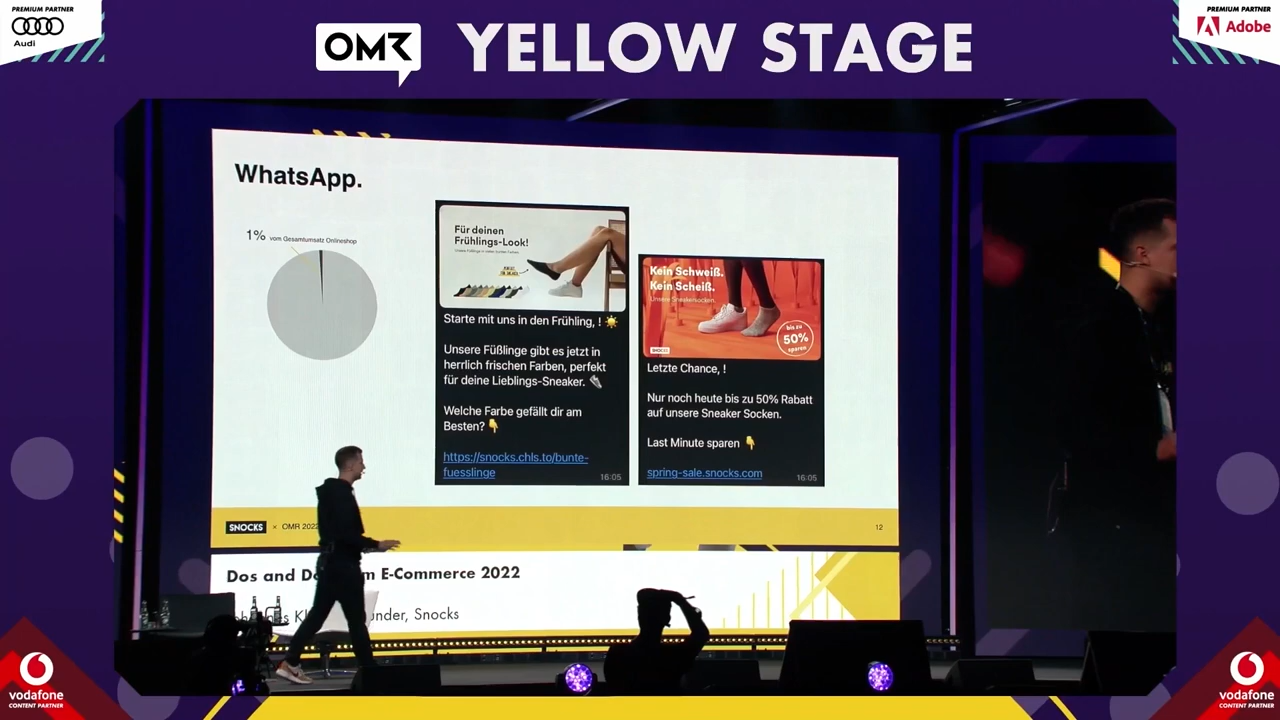 PREMIUM PARTNER
Audi
OMR
YELLOW STAGE
PREMIUM PARTNER
Adobe
WhatsApp.
1% vom Gesamtumsatz Onlineshop
Für deinen
Frühlings-Look!
Starte mit uns in den Frühling, ! ☀️
Unsere Füßlinge gibt es jetzt in
herrlich frischen Farben, perfekt
für deine Lieblings-Sneaker. 👟
Welche Farbe gefällt dir am
Besten? 👇
https://snocks.chls.to/bunte-
fuesslinge
16:05
Kein Schweiß.
Kein Scheiß.
Unsere Sneakersocken.
bis zu
50%
sparen
SNOCKS
Letzte Chance, !
Nur noch heute bis zu 50% Rabatt
auf unsere Sneaker Socken.
Last Minute sparen 👇
spring-sale.snocks.com
16:05
SNOCKS × OMR 2022
12
Dos and Do m E-Commerce 2022
under, Snocks
vodafone
CONTENT PARTNER
vodafone
CONTENT PARTNER